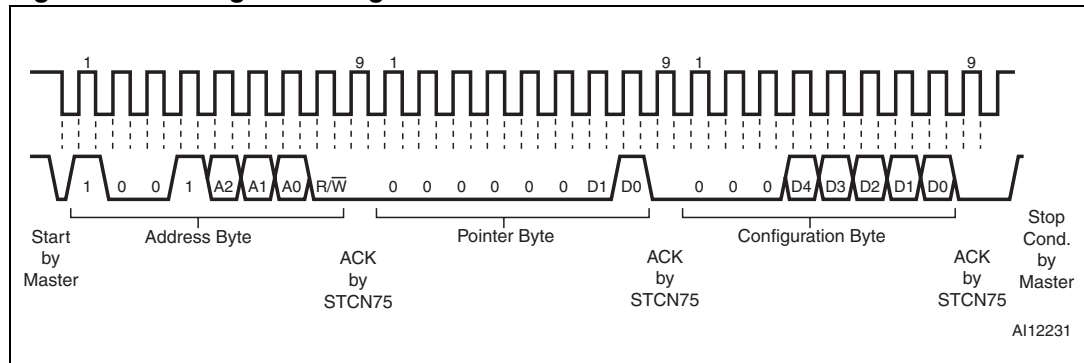 1 9 1 9 1 9
1 0 0 1 A2 A1 A0 R/W̅ 0 0 0 0 0 0 D1 D0 0 0 0 D4 D3 D2 D1 D0
Start
by
Master
Address Byte
ACK
by
STCN75
Pointer Byte
ACK
by
STCN75
Configuration Byte
ACK
by
STCN75
Stop
Cond.
by
Master
AI12231